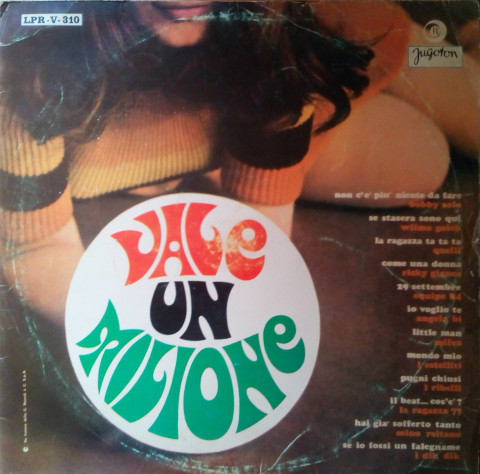 LPR-V-310
R
Jugoton
VALE
UN
MILIONE
non c'e' piu' niente da fare
bobby solo
se stasera sono qui
wilma goich
la ragazza ta ta ta
quelli
come una donna
ricky gianco
29 settembre
equipe 84
io voglio te
angela bi
little man
milva
mondo mio
i satelliti
pugni chiusi
i ribelli
il beat... cos'e'?
la ragazza 77
hai gia' sofferto tanto
mino reitano
se io fossi un falegname
i dik dik